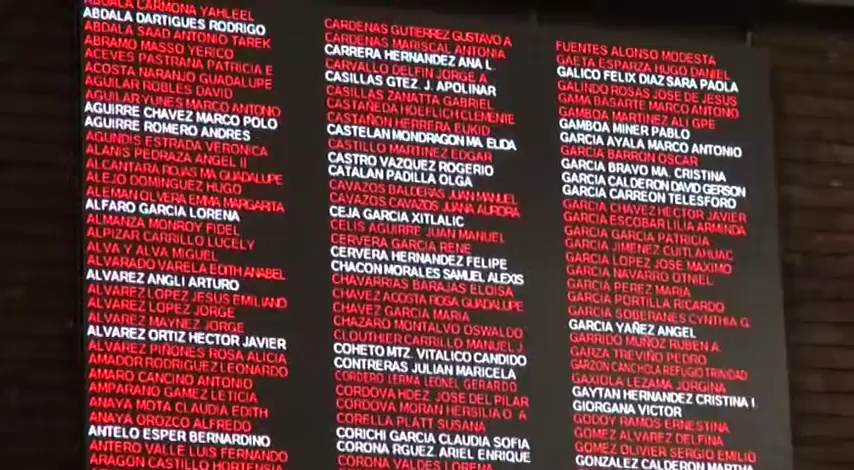 ABDALA CARMONA YAHLEEL
ABDALA DARTIGUES RODRIGO
ABDALA SAAD ANTONIO TAREK
ABRAMO MASSO YERICO
ACEVES PASTRANA PATRICIA E
ACOSTA NARANJO GUADALUPE
AGUILAR ROBLES DAVID
AGUILAR YUNES MARCO ANTONIO
AGUIRRE CHAVEZ MARCO POLO
AGUIRRE ROMERO ANDRES
AGUNDIS ESTRADA VERONICA
ALANIS PEDRAZA ANGEL II
ALCANTARA ROJAS MA GUADALUPE
ALEJO DOMINGUEZ HUGO
ALEMAN OLVERA EMMA MARGARITA
ALFARO GARCIA LORENA
ALMANZA MONROY FIDEL
ALPIZAR CARRILLO LUCELY
ALVA Y ALVA MIGUEL
ALVARADO VARELA EDITH ANABEL
ALVAREZ ANGLI ARTURO
ALVAREZ LOPEZ JESUS EMILIANO
ALVAREZ LOPEZ JORGE
ALVAREZ MAYNEZ JORGE
ALVAREZ ORTIZ HECTOR JAVIER
ALVAREZ PIÑONES ROSA ALICIA
AMADOR RODRIGUEZ LEONARDO
AMARO CANCINO ANTONIO
AMPARANO GAMEZ LETICIA
ANAYA MOTA CLAUDIA EDITH
ANAYA OROZCO ALFREDO
ANTELO ESPER BERNARDINO
ANTERO VALLE LUIS FERNANDO
ARAGON CASTILLO HORTENSIA
CARDENAS GUTIERREZ GUSTAVO A
CARDENAS MARISCAL ANTONIA
CARRERA HERNANDEZ ANA L.
CARVALLO DELFIN JORGE A.
CASILLAS GTEZ. J. APOLINAR
CASILLAS ZANATTA GABRIEL
CASTAÑEDA HOEFLICH CLEMENTE
CASTAÑON HERRERA EUKID
CASTELAN MONDRAGON MA. ELIDA
CASTILLO MARTINEZ EDGAR
CASTRO VAZQUEZ ROGERIO
CATALAN PADILLA OLGA
CAVAZOS BALDERAS JUAN MANUEL
CAVAZOS CAVAZOS JUANA AURORA
CEJA GARCIA XITLALIC
CELIS AGUIRRE JUAN MANUEL
CERVERA GARCIA RENE
CERVERA HERNANDEZ FELIPE
CHACON MORALES SAMUEL ALEXIS
CHAVARRIAS BARAJAS ELOISA
CHAVEZ ACOSTA ROSA GUADALUPE
CHAVEZ GARCIA MARIA
CHAZARO MONTALVO OSWALDO
CLOUTHIER CARRILLO MANUEL J.
COHETO MTZ. VITALICO CANDIDO
CONTRERAS JULIAN MARICELA
CORDERO LERMA LEONEL GERARDO
CORDOVA HDEZ JOSE DEL PILAR
CORDOVA MORAN HERSILIA O. A
CORELLA PLATT SUSANA
CORICHI GARCIA CLAUDIA SOFIA
CORONA RGUEZ ARIEL ENRIQUE
CORONA VALDES LORENA
FUENTES ALONSO MODESTA
GAETA ESPARZA HUGO DANIEL
GALICO FELIX DIAZ SARA PAOLA
GALINDO ROSAS JOSE DE JESUS
GAMA BASARTE MARCO ANTONIO
GAMBOA MARTINEZ ALI GPE
GAMBOA MINER PABLO
GARCIA AYALA MARCO ANTONIO
GARCIA BARRON OSCAR
GARCIA BRAVO MA. CRISTINA
GARCIA CALDERON DAVID GERSON
GARCIA CARREON TELESFORO
GARCIA CHAVEZ HECTOR JAVIER
GARCIA ESCOBAR LILIA ARMINDA
GARCIA GARCIA PATRICIA
GARCIA JIMENEZ CUITLAHUAC
GARCIA LOPEZ JOSE MAXIMO
GARCIA NAVARRO OTNIEL
GARCIA PEREZ MARIA
GARCIA PORTILLA RICARDO
GARCIA SOBERANES CYNTHIA G.
GARCIA YAÑEZ ANGEL
GARRIDO MUÑOZ RUBEN A
GARZA TREVIÑO PEDRO
GARZON CANCHOLA REFUGIO TRINIDAD
GAXIOLA LEZAMA JORGINA
GAYTAN HERNANDEZ CRISTINA I.
GIORGANA VICTOR
GODOY RAMOS ERNESTINA
GOMEZ ALVAREZ DELFINA
GOMEZ OLIVIER SERGIO EMILIO
GONZALEZ CALDERON MARTHA